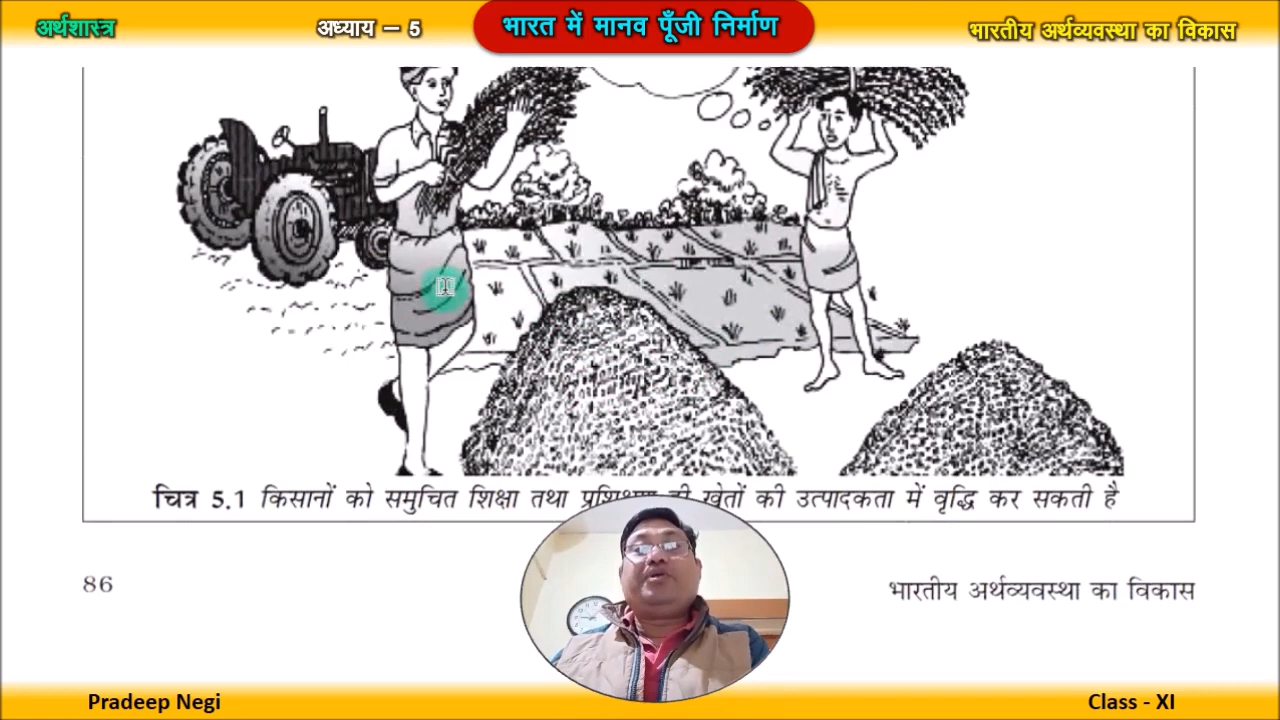 अर्थशास्त्र
अध्याय – 5
भारत में मानव पूँजी निर्माण
भारतीय अर्थव्यवस्था का विकास
चित्र 5.1 किसानों को समुचित शिक्षा तथा खेतों की उत्पादकता में वृद्धि कर सकती है
86
भारतीय अर्थव्यवस्था का विकास
Pradeep Negi
Class - XI